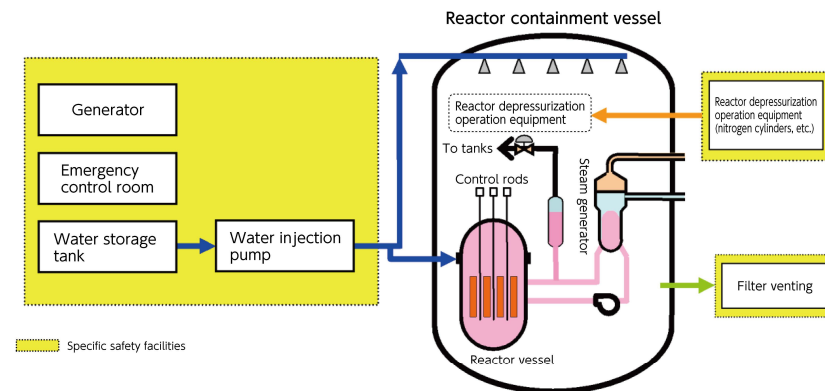 Reactor containment vessel
Generator
Emergency
control room
Water storage
tank
Water injection
pump
Reactor depressurization
operation equipment
To tanks
Control rods
Steam generator
Reactor vessel
Reactor depressurization
operation equipment
(nitrogen cylinders, etc.)
Filter venting
Specific safety facilities